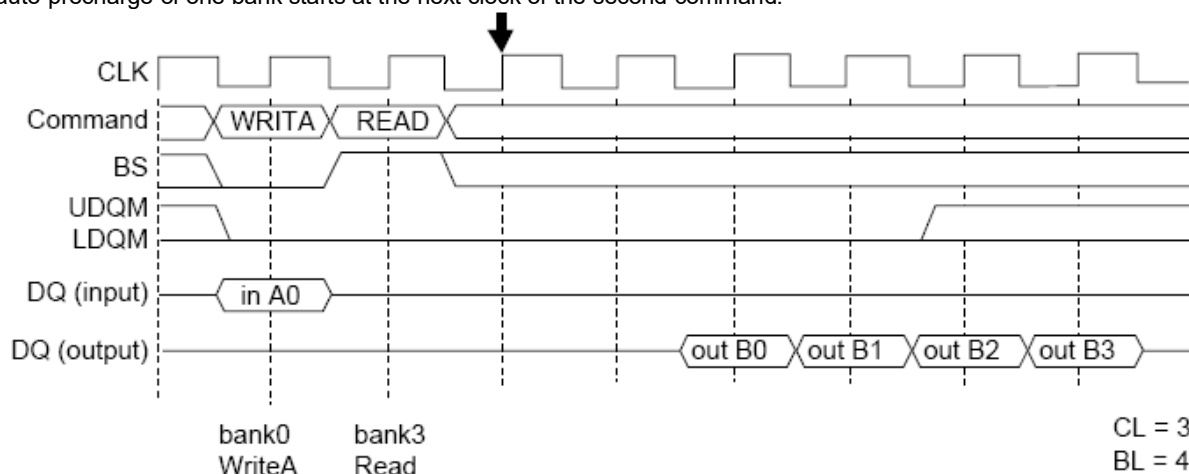 auto precharge of one bank starts at the next clock of the second command.
CLK
Command WRITA READ
BS
UDQM
LDQM
DQ (input) in A0
DQ (output) out B0 out B1 out B2 out B3
bank0 bank3 CL = 3
WriteA Read BL = 4